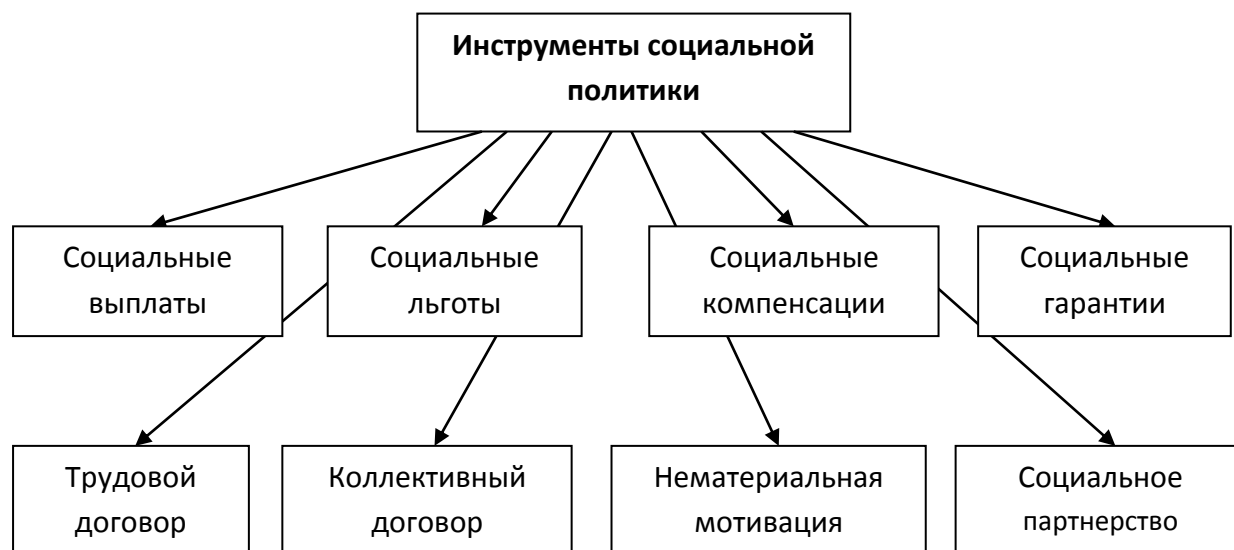 Инструменты социальной
политики
Социальные
выплаты
Социальные
льготы
Социальные
компенсации
Социальные
гарантии
Трудовой
договор
Коллективный
договор
Нематериальная
мотивация
Социальное
партнерство